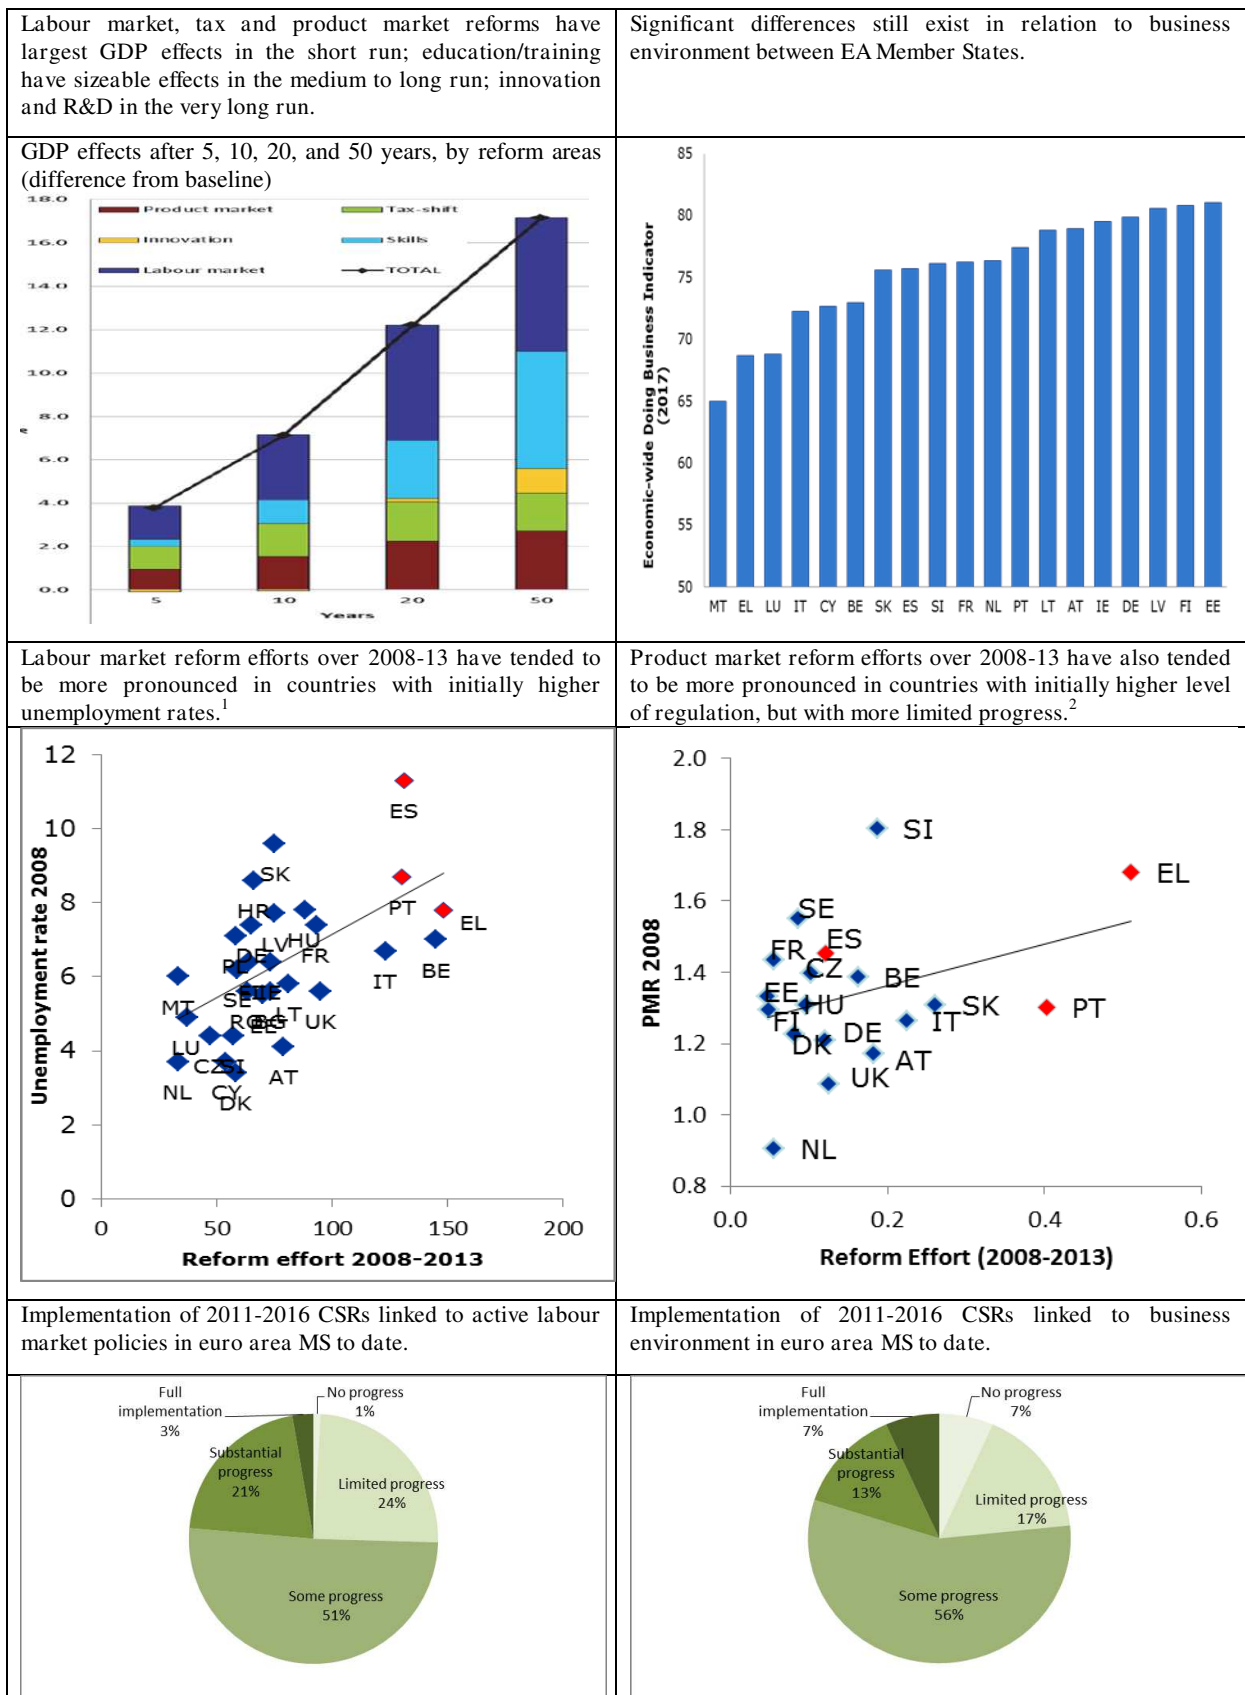 Labour market, tax and product market reforms have
largest GDP effects in the short run; education/training
have sizeable effects in the medium to long run; innovation
and R&D in the very long run.
Significant differences still exist in relation to business
environment between EA Member States.
GDP effects after 5, 10, 20, and 50 years, by reform areas
(difference from baseline)
18.0
16.0
14.0
12.0
10.0
8.0
6.0
4.0
2.0
0.0
Product market
Tax-shift
Innovation
Skills
Labour market
TOTAL
%
5 10 20 50
Years
85
80
75
70
65
60
55
50
Economic-wide Doing Business Indicator
(2017)
MT EL LU IT CY BE SK ES SI FR NL PT LT AT IE DE LV FI EE
Labour market reform efforts over 2008-13 have tended to
be more pronounced in countries with initially higher
unemployment rates.1
Product market reform efforts over 2008-13 have also tended
to be more pronounced in countries with initially higher level
of regulation, but with more limited progress.2
12
10
8
6
4
2
0
Unemployment rate 2008
ES
SK
HR
PT
EL
LV
HU
FR
DE
PL
IT
BE
MT
SE
LT
UK
RO
BG
EE
LU
CZ
SI
AT
NL
CY
DK
0 50 100 150 200
Reform effort 2008-2013
2.0
1.8
1.6
1.4
1.2
1.0
0.8
PMR 2008
SI
EL
SE
ES
FR
CZ
BE
EE
HU
SK
PT
FI
IT
DK
DE
AT
UK
NL
0.0 0.2 0.4 0.6
Reform Effort (2008-2013)
Implementation of 2011-2016 CSRs linked to active labour
market policies in euro area MS to date.
Implementation of 2011-2016 CSRs linked to business
environment in euro area MS to date.
Full
implementation
3%
No progress
1%
Substantial
progress
21%
Limited progress
24%
Some progress
51%
Full
implementation
7%
No progress
7%
Substantial
progress
13%
Limited progress
17%
Some progress
56%